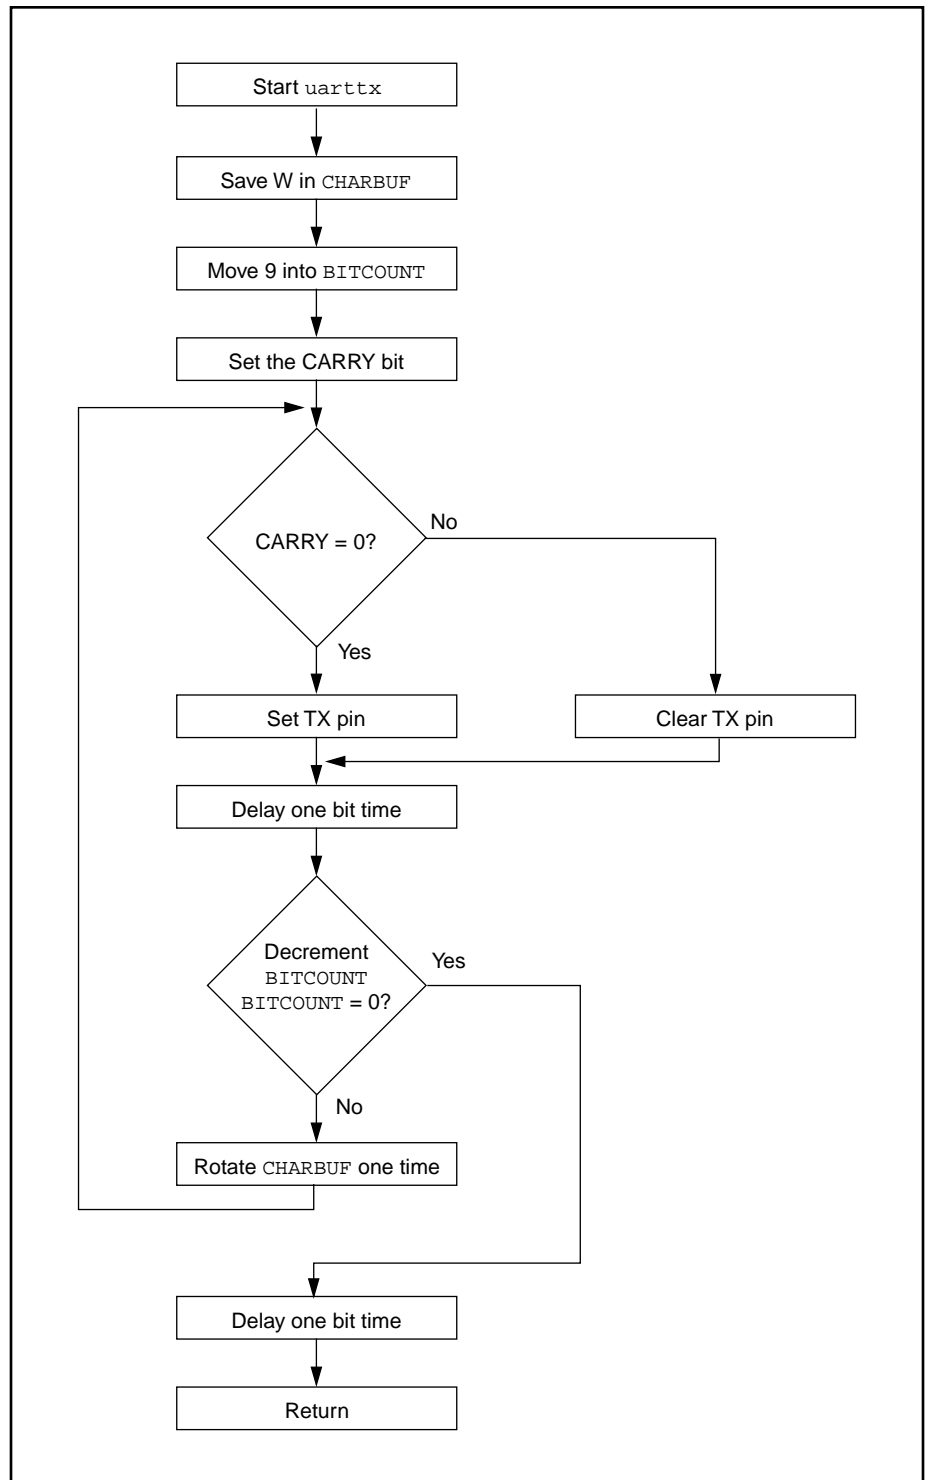 Start uarttx
Save W in CHARBUF
Move 9 into BITCOUNT
Set the CARRY bit
CARRY = 0?
No
Yes
Set TX pin
Clear TX pin
Delay one bit time
Decrement
BITCOUNT
BITCOUNT = 0?
Yes
No
Rotate CHARBUF one time
Delay one bit time
Return